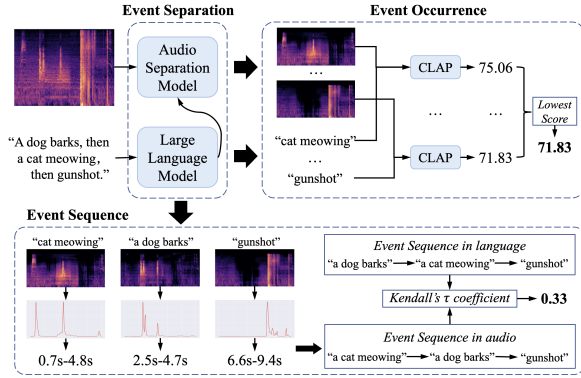 Event Separation
Event Occurrence
Audio
Separation
Model
"A dog barks, then
a cat meowing,
then gunshot."
Large
Language
Model
...
"cat meowing"
...
"gunshot"
CLAP
75.06
...
...
CLAP
71.83
Lowest
Score
71.83
Event Sequence
"cat meowing"
"a dog barks"
"gunshot"
0.7s-4.8s
2.5s-4.7s
6.6s-9.4s
Event Sequence in language
"a dog barks"
"a cat meowing"
"gunshot"
Kendall's τ coefficient
0.33
Event Sequence in audio
"a cat meowing"
"a dog barks"
"gunshot"